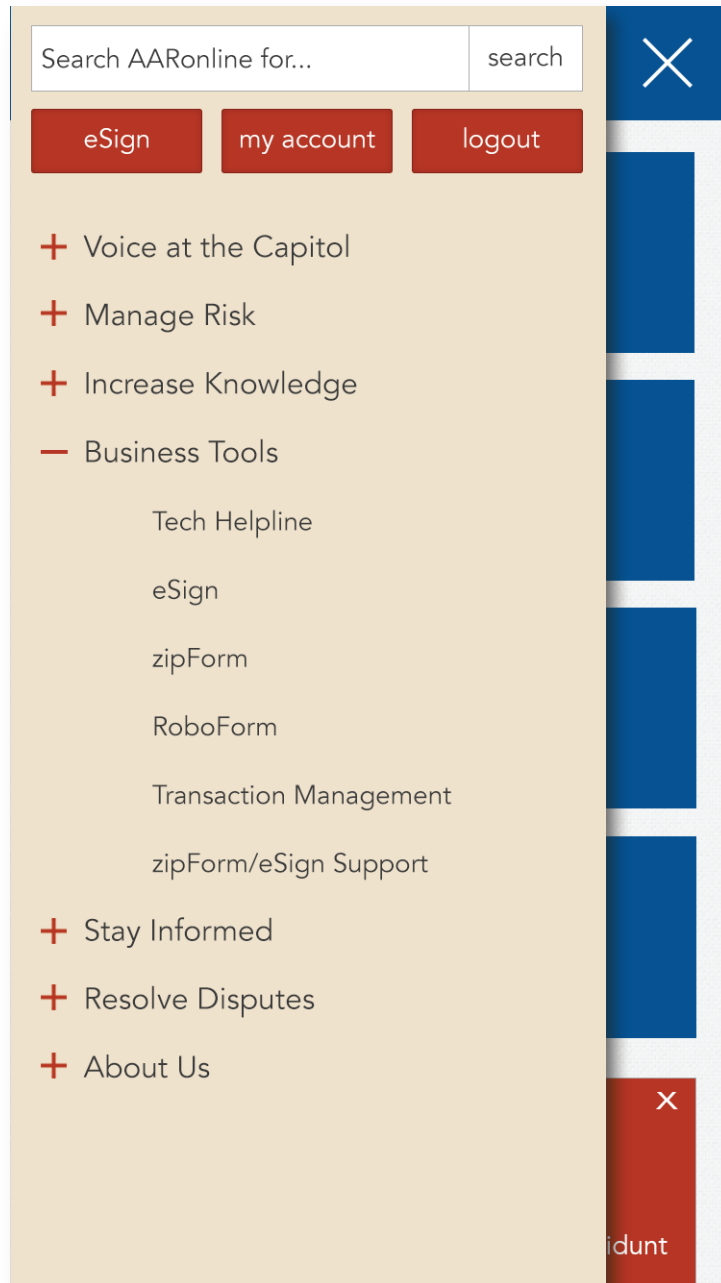 Search AARonline for...
search
eSign
my account
logout
Voice at the Capitol
Manage Risk
Increase Knowledge
Business Tools
Tech Helpline
eSign
zipForm
RoboForm
Transaction Management
zipForm/eSign Support
Stay Informed
Resolve Disputes
About Us
x
idunt